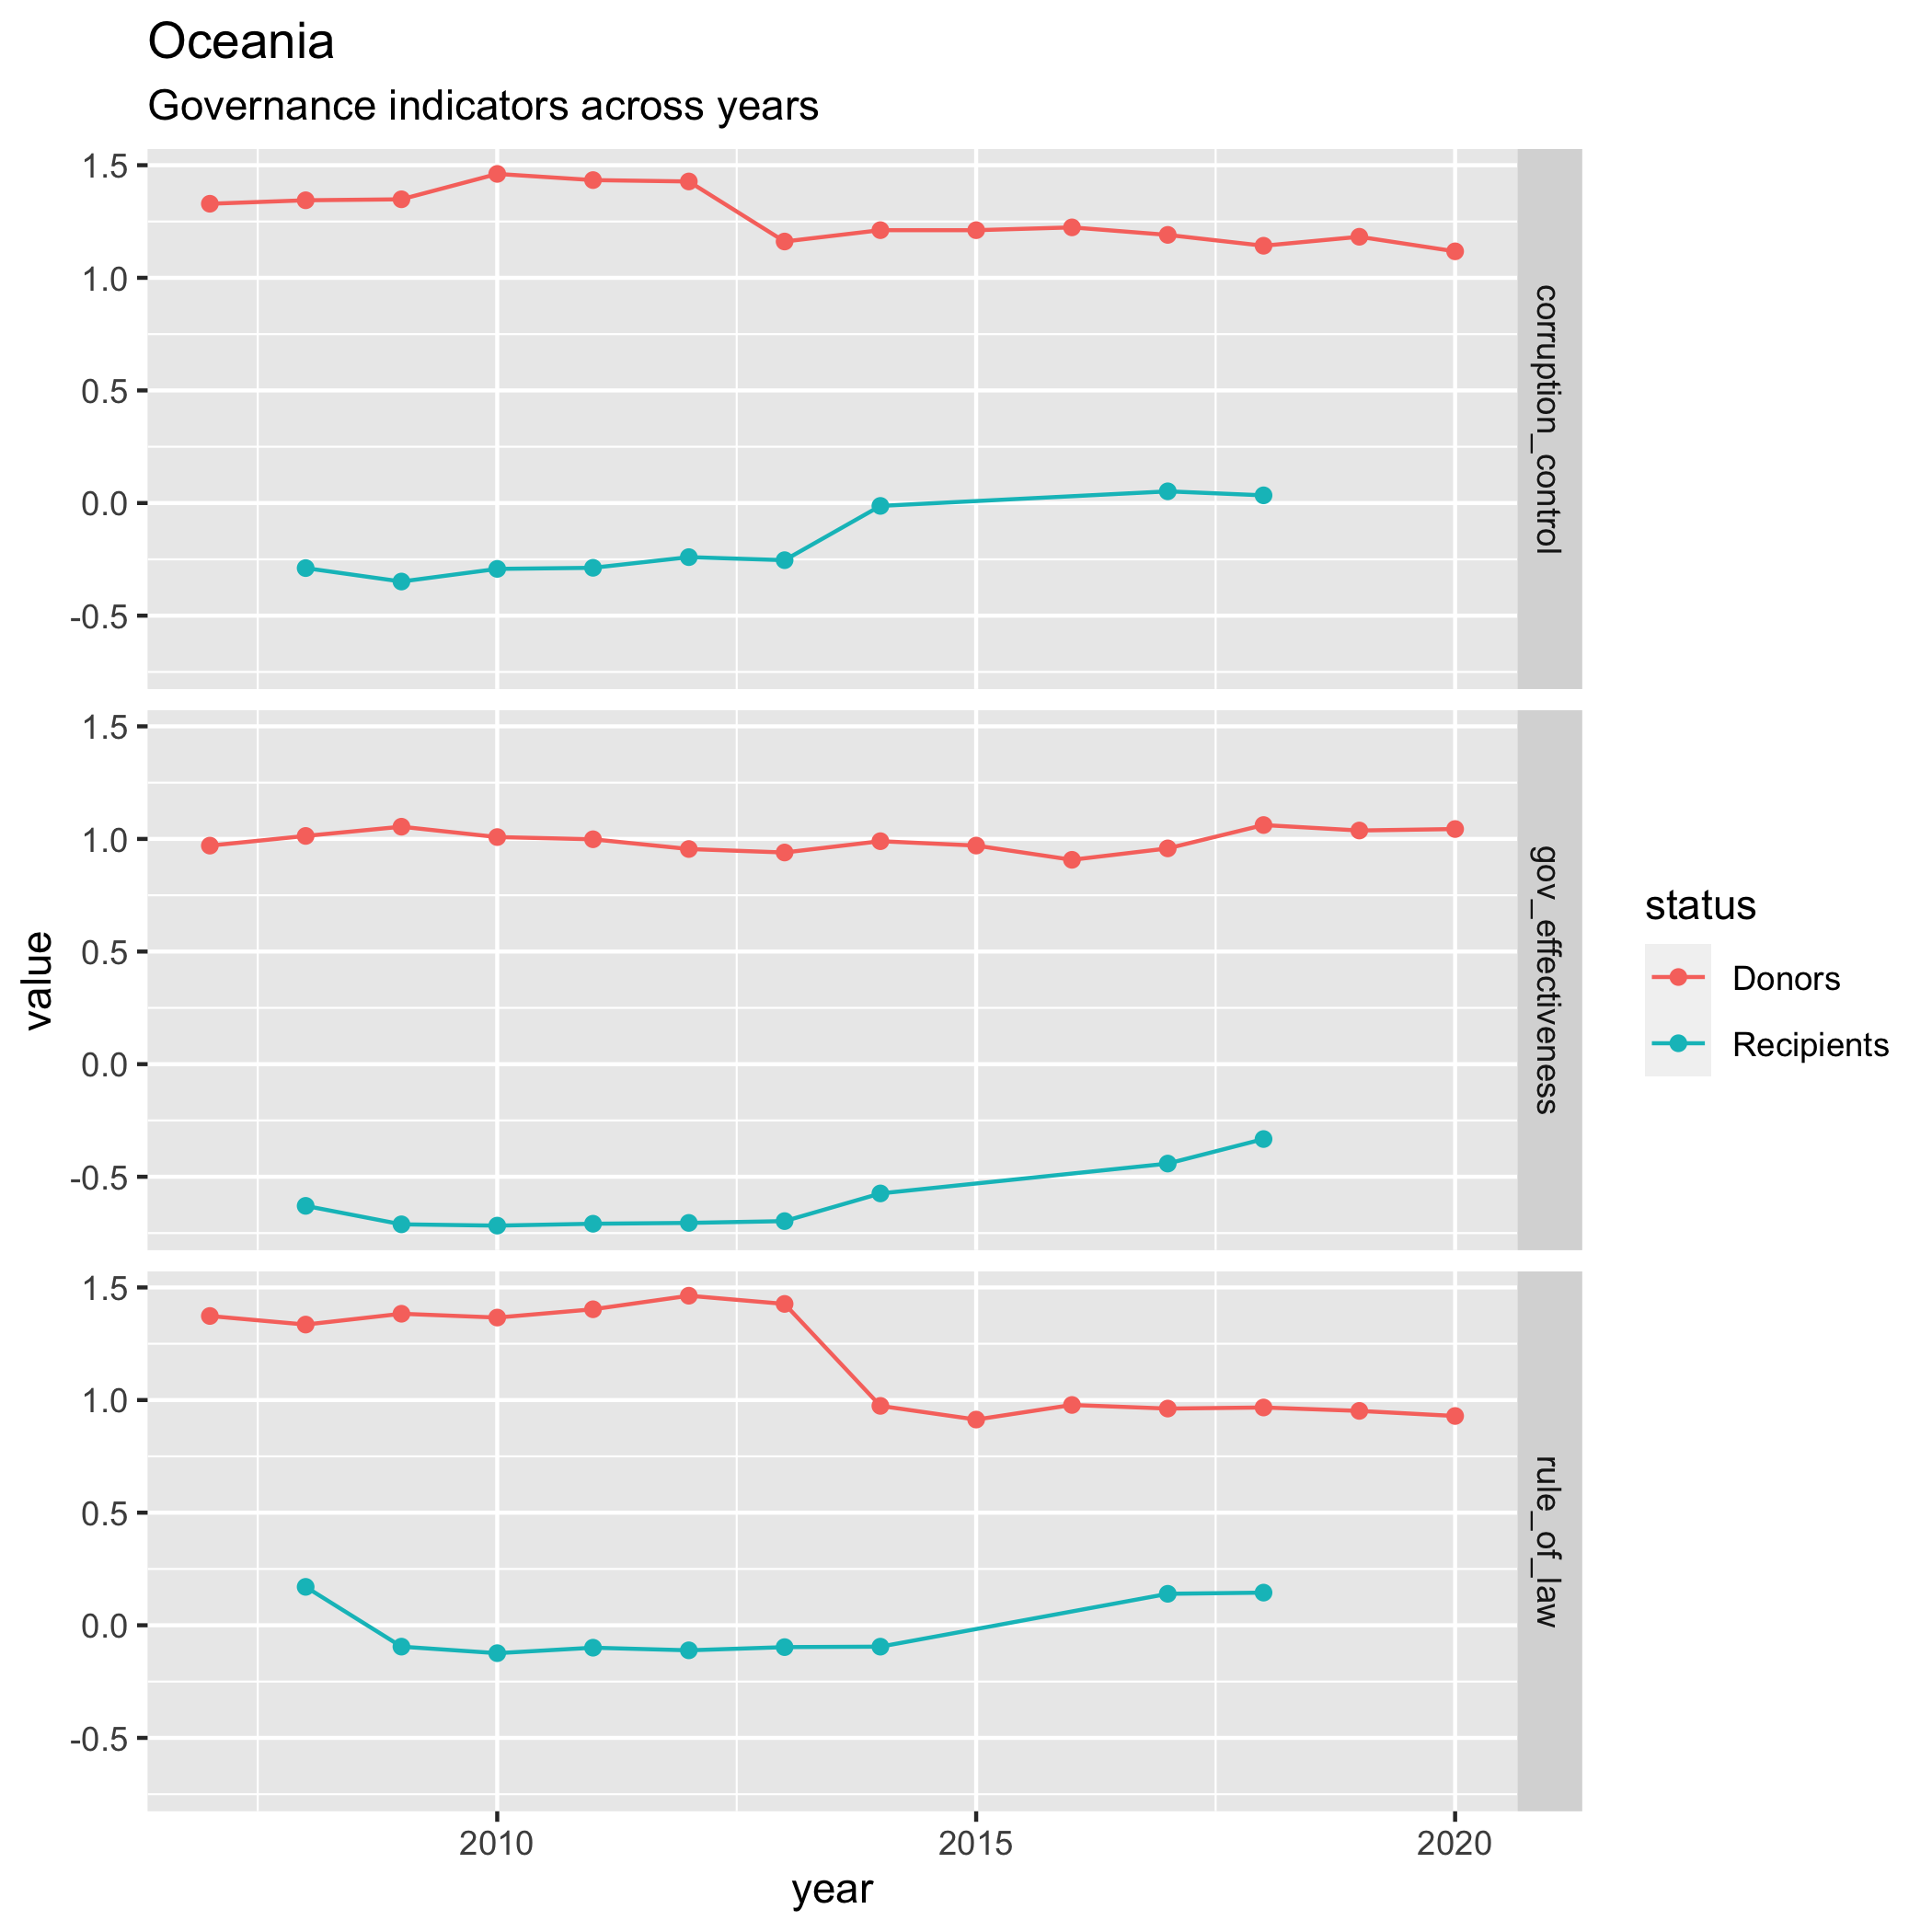 Oceania
Governance indicators across years
1.5
1.0
0.5
0.0
-0.5
corruption_control
1.5
1.0
0.5
0.0
-0.5
gov_effectiveness
1.5
1.0
0.5
0.0
-0.5
rule_of_law
value
2010 2015 2020
year
status
Donors
Recipients